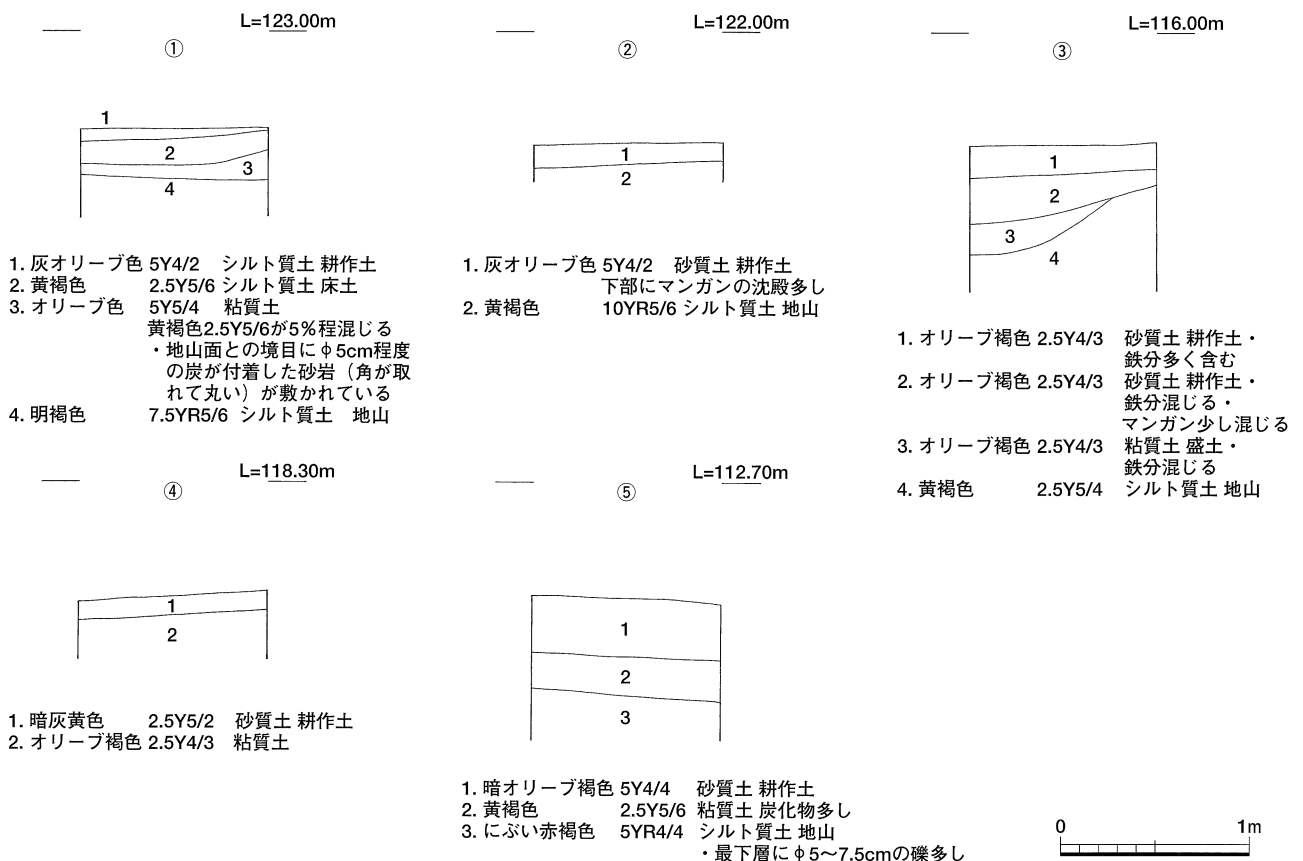 L=123.00m
①
1
2
3
4
1. 灰オリーブ色 5Y4/2 シルト質土 耕作土
2. 黄褐色 2.5Y5/6 シルト質土 床土
3. オリーブ色 5Y5/4 粘質土
黄褐色2.5Y5/6が5%程混じる
・地山面との境目にφ5cm程度
の炭が付着した砂岩（角が取
れて丸い）が敷かれている
4. 明褐色 7.5YR5/6 シルト質土 地山
L=122.00m
②
1
2
1. 灰オリーブ色 5Y4/2 砂質土 耕作土
下部にマンガンの沈殿多し
2. 黄褐色 10YR5/6 シルト質土 地山
L=116.00m
③
1
2
3
4
1. オリーブ褐色 2.5Y4/3 砂質土 耕作土・
鉄分多く含む
2. オリーブ褐色 2.5Y4/3 砂質土 耕作土・
鉄分混じる・
マンガン少し混じる
3. オリーブ褐色 2.5Y4/3 粘質土 盛土・
鉄分混じる
4. 黄褐色 2.5Y5/4 シルト質土 地山
L=118.30m
④
1
2
1. 暗灰黄色 2.5Y5/2 砂質土 耕作土
2. オリーブ褐色 2.5Y4/3 粘質土
L=112.70m
⑤
1
2
3
1. 暗オリーブ褐色 5Y4/4 砂質土 耕作土
2. 黄褐色 2.5Y5/6 粘質土 炭化物多し
3. にぶい赤褐色 5YR4/4 シルト質土 地山
・最下層にφ5〜7.5cmの礫多し
0 1m